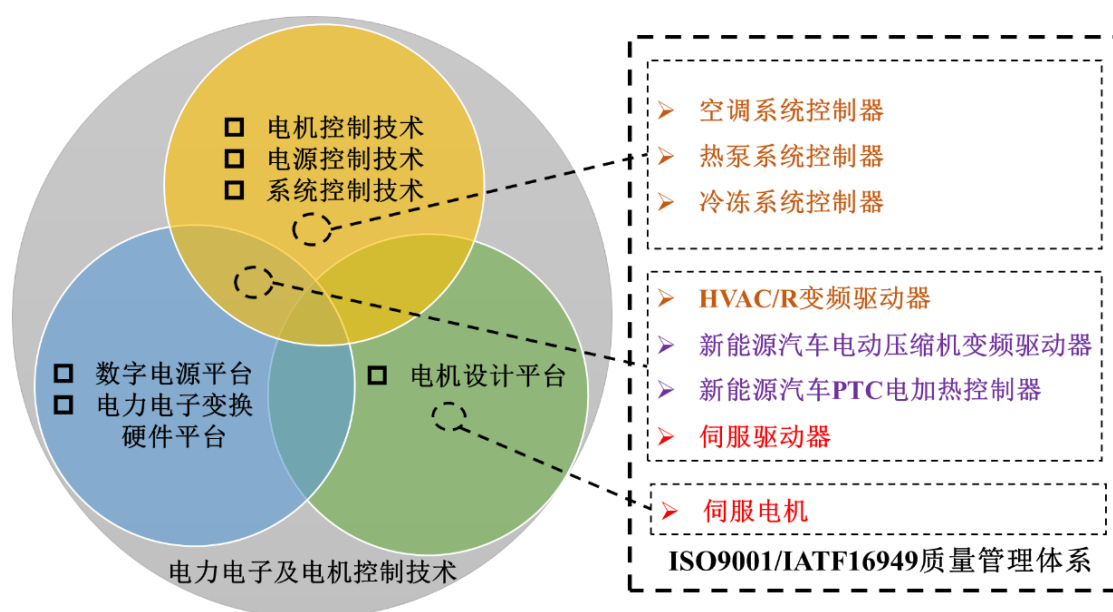 电机控制技术
电源控制技术
系统控制技术
数字电源平台
电力电子变换
硬件平台
电机设计平台
电力电子及电机控制技术
空调系统控制器
热泵系统控制器
冷冻系统控制器
HVAC/R变频驱动器
新能源汽车电动压缩机变频驱动器
新能源汽车PTC电加热控制器
伺服驱动器
伺服电机
ISO9001/IATF16949质量管理体系